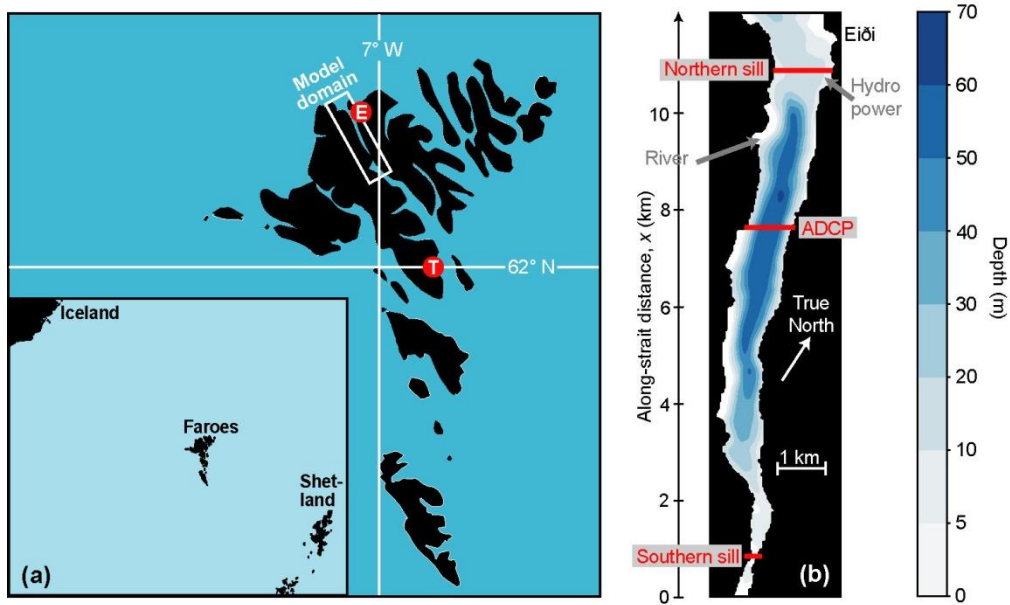 7° W
Model
domain
E
T
62° N
Iceland
Faroes
Shet-
land
(a)
Along-strait distance, x (km)
10
8
6
4
2
0
Eiði
Northern sill
Hydro
power
River
ADCP
True
North
1 km
Southern sill
(b)
70
60
50
40
30
20
10
5
0
Depth (m)